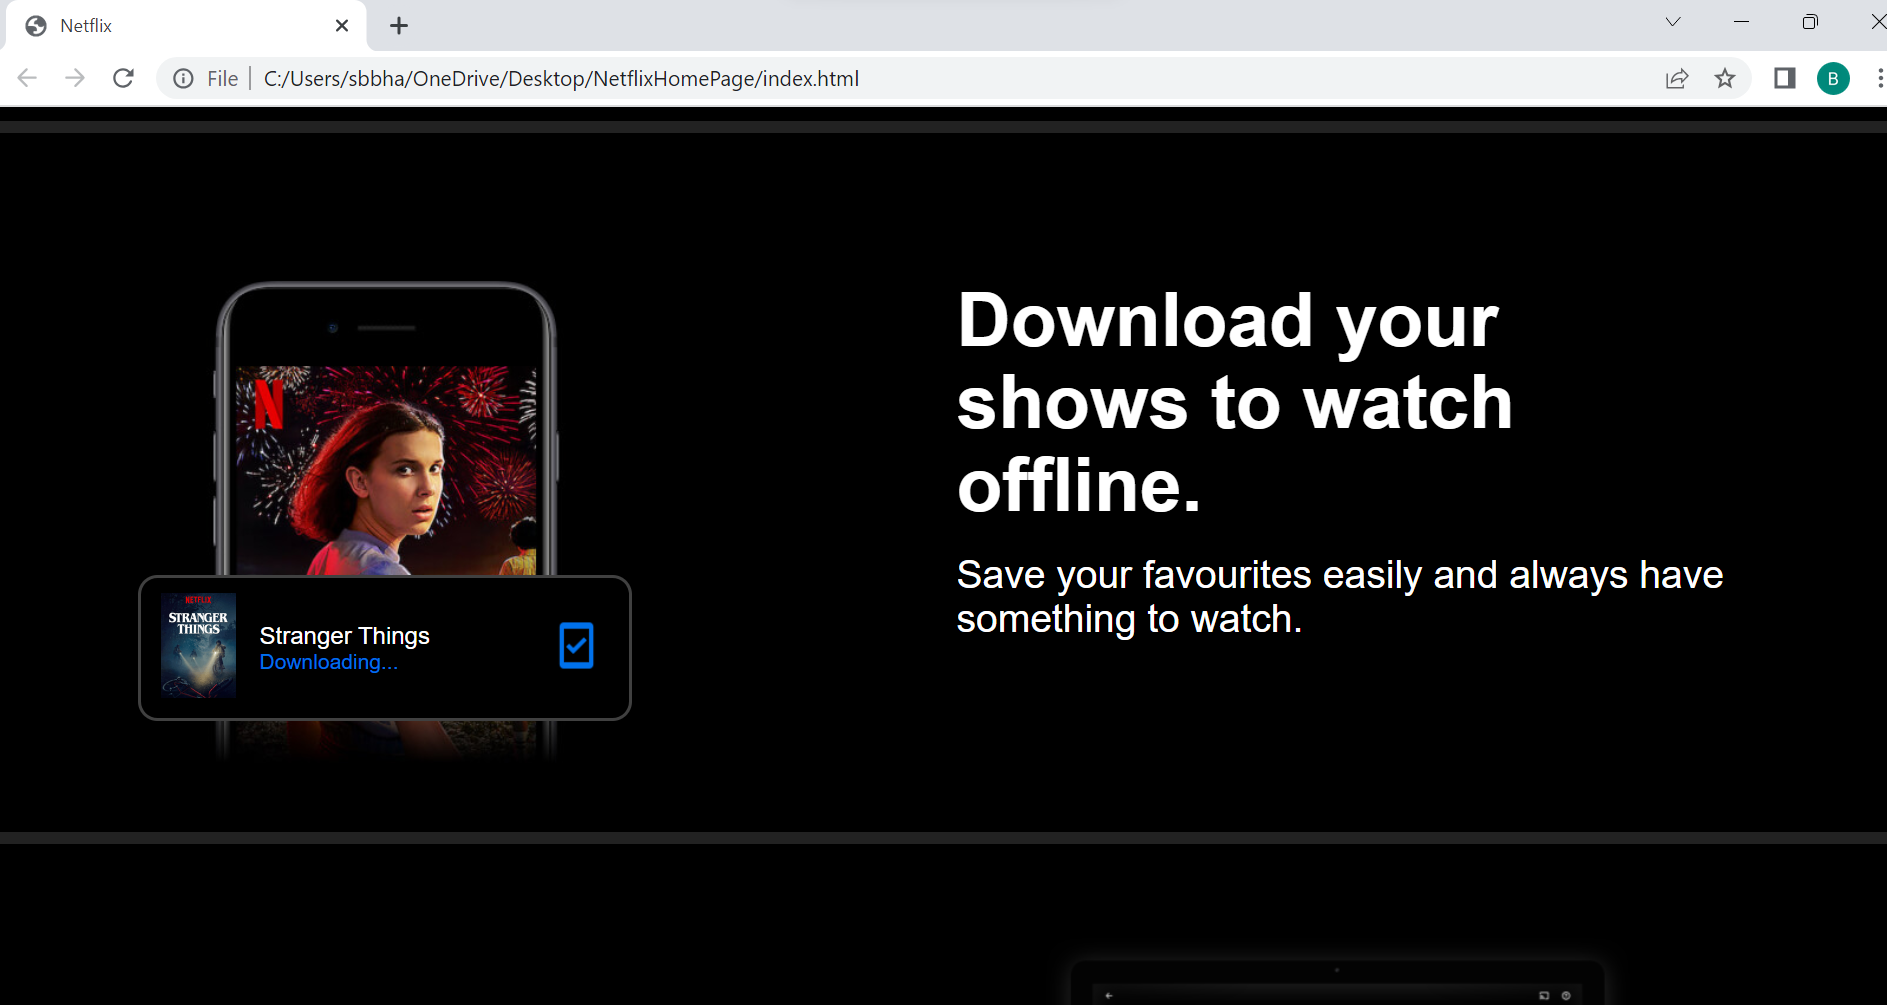 Netflix
File
C:/Users/sbbha/OneDrive/Desktop/NetflixHomePage/index.html
B
N
Download your
shows to watch
offline.
Save your favourites easily and always have
something to watch.
NETFLIX
STRANGER
THINGS
Stranger Things
Downloading...